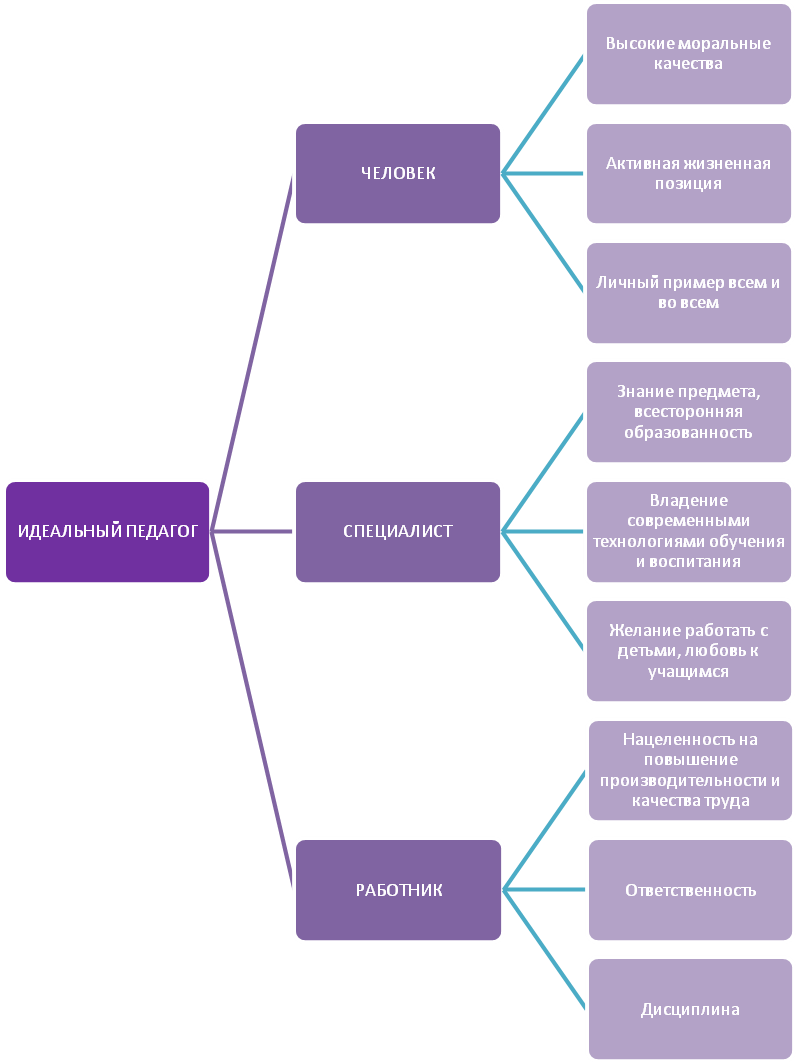 Высокие моральные
качества
ЧЕЛОВЕК
Активная жизненная
позиция
Личный пример всем и
во всем
Знание предмета,
всесторонняя
образованность
ИДЕАЛЬНЫЙ ПЕДАГОГ
СПЕЦИАЛИСТ
Владение
современными
технологиями обучения
и воспитания
Желание работать с
детьми, любовь к
учащимся
Нацеленность на
повышение
производительности и
качества труда
РАБОТНИК
Ответственность
Дисциплина